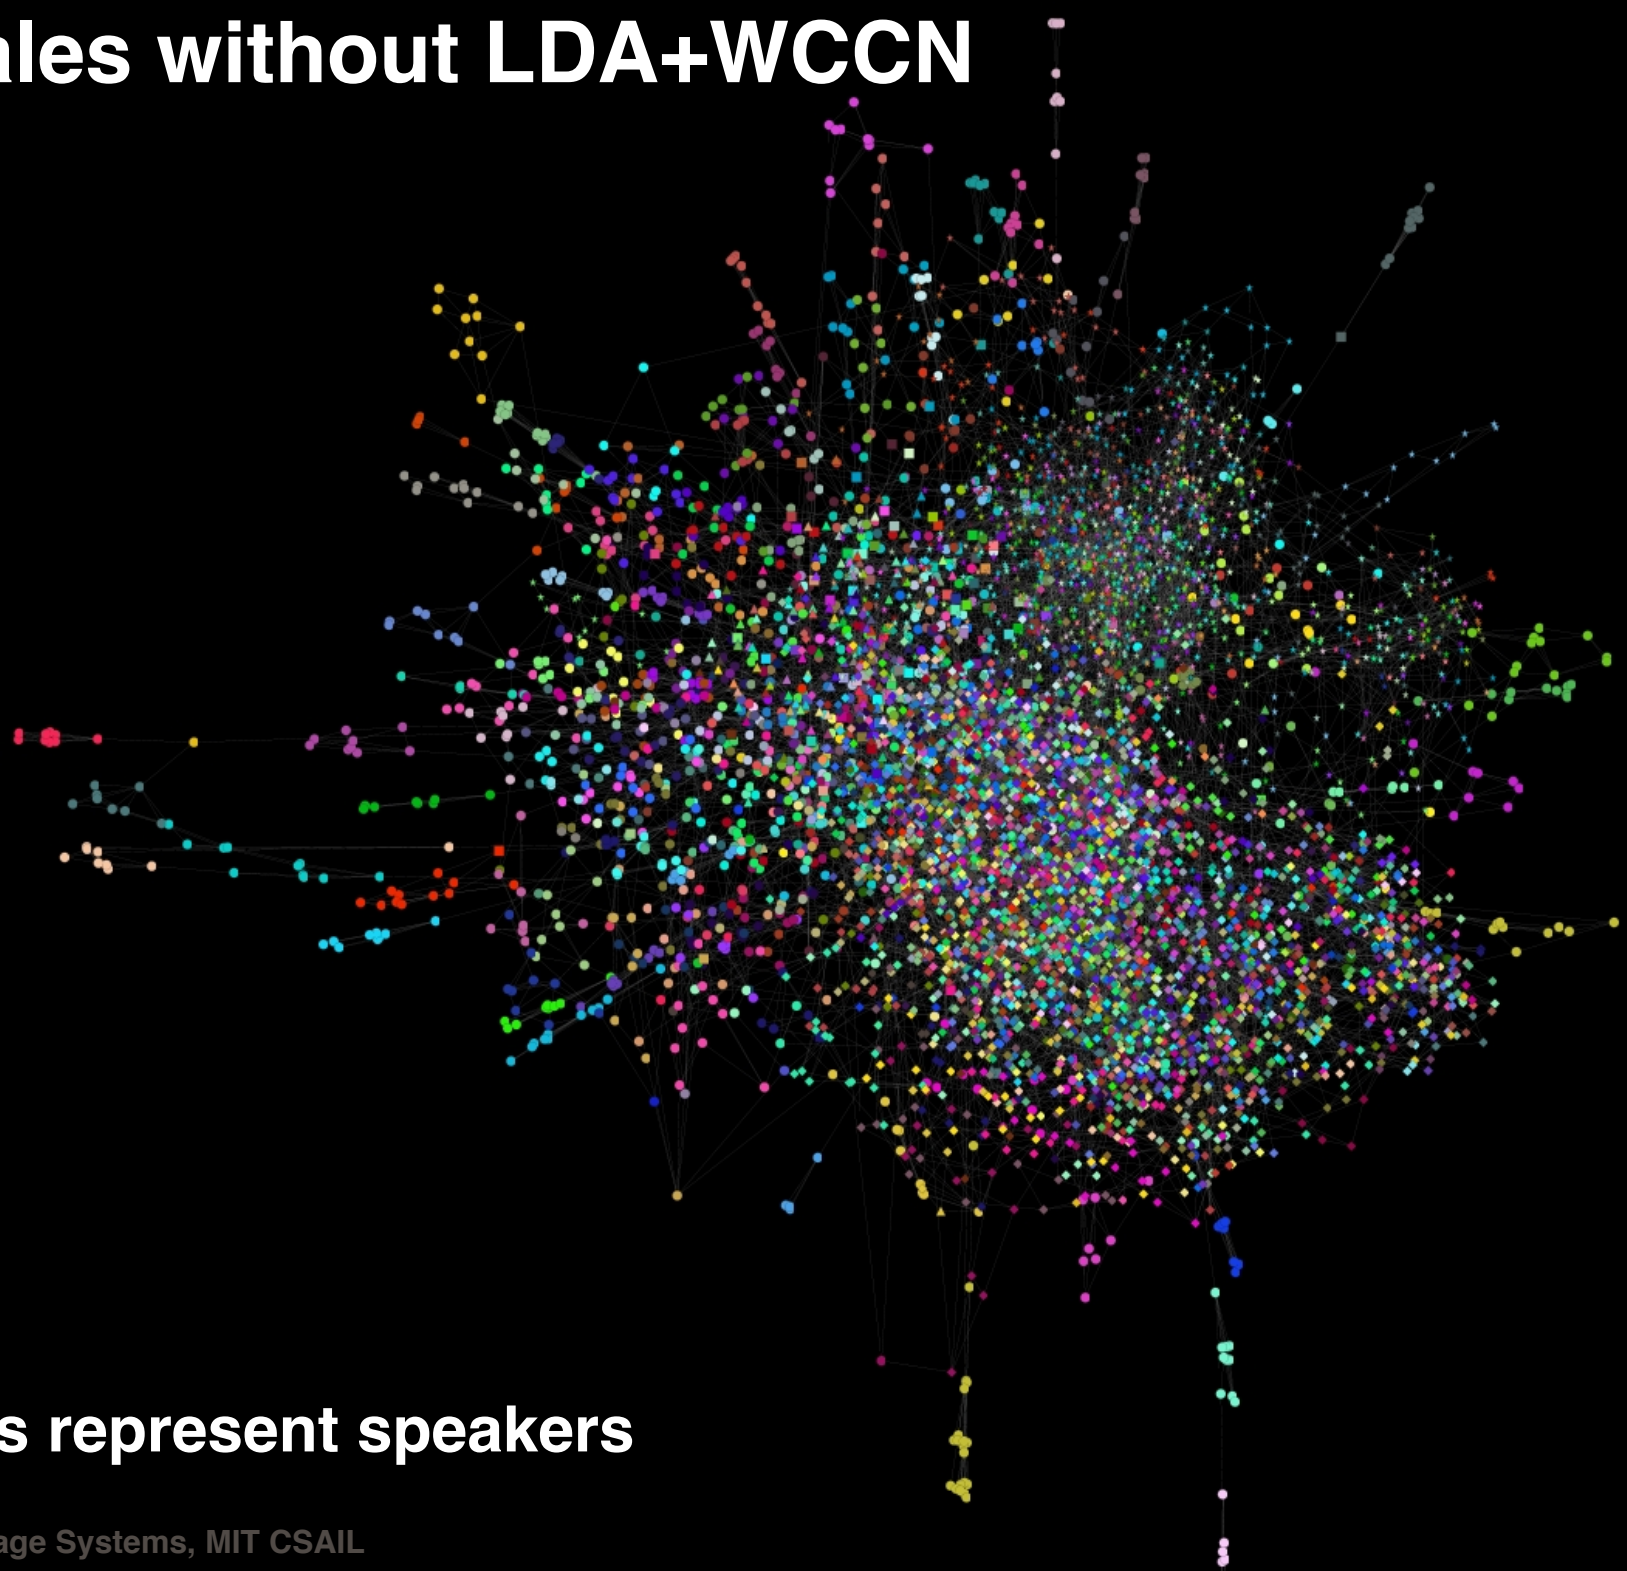 ales without LDA+WCCN
s represent speakers
age Systems, MIT CSAIL